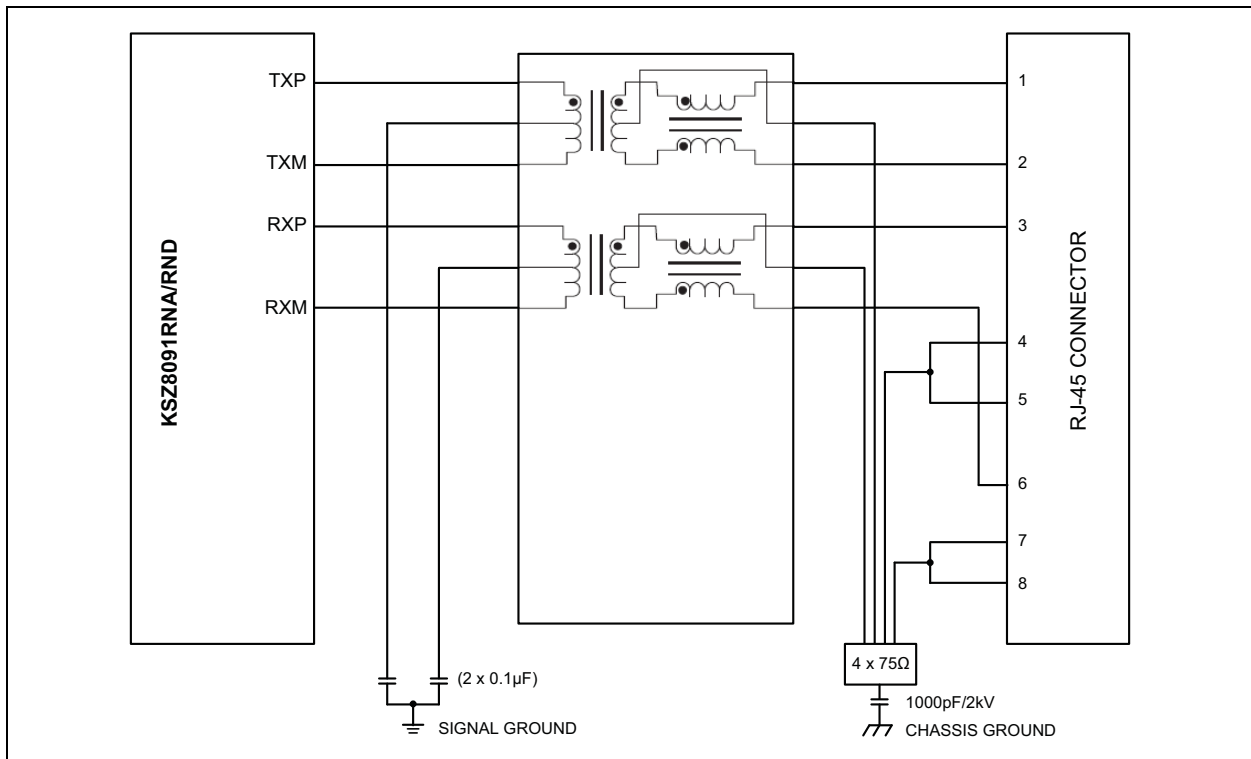 KSZ8091RNA/RND
TXP
TXM
RXP
RXM
1
2
3
4
5
6
7
8
RJ-45 CONNECTOR
(2 x 0.1µF)
SIGNAL GROUND
4 x 75Ω
1000pF/2kV
CHASSIS GROUND